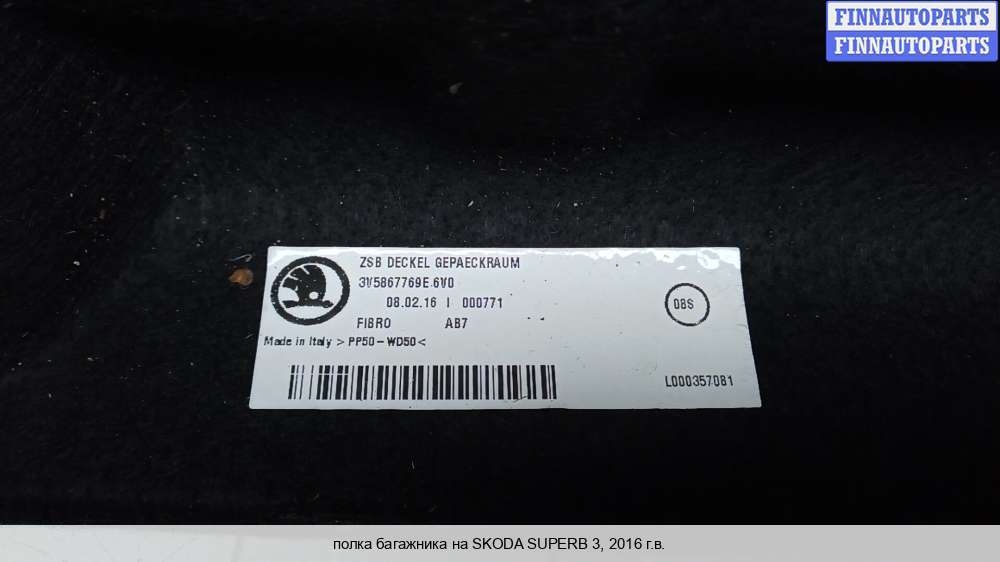 FINNAUTOPARTS
FINNAUTOPARTS
ZSB DECKEL GEPAECKRAUM
3V5867769E 6V0
08.02.16 | 000771
08S
FIBRO AB7
Made in Italy >PP50-WD50<
L000357081
полка багажника на SKODA SUPERB 3, 2016 г.в.